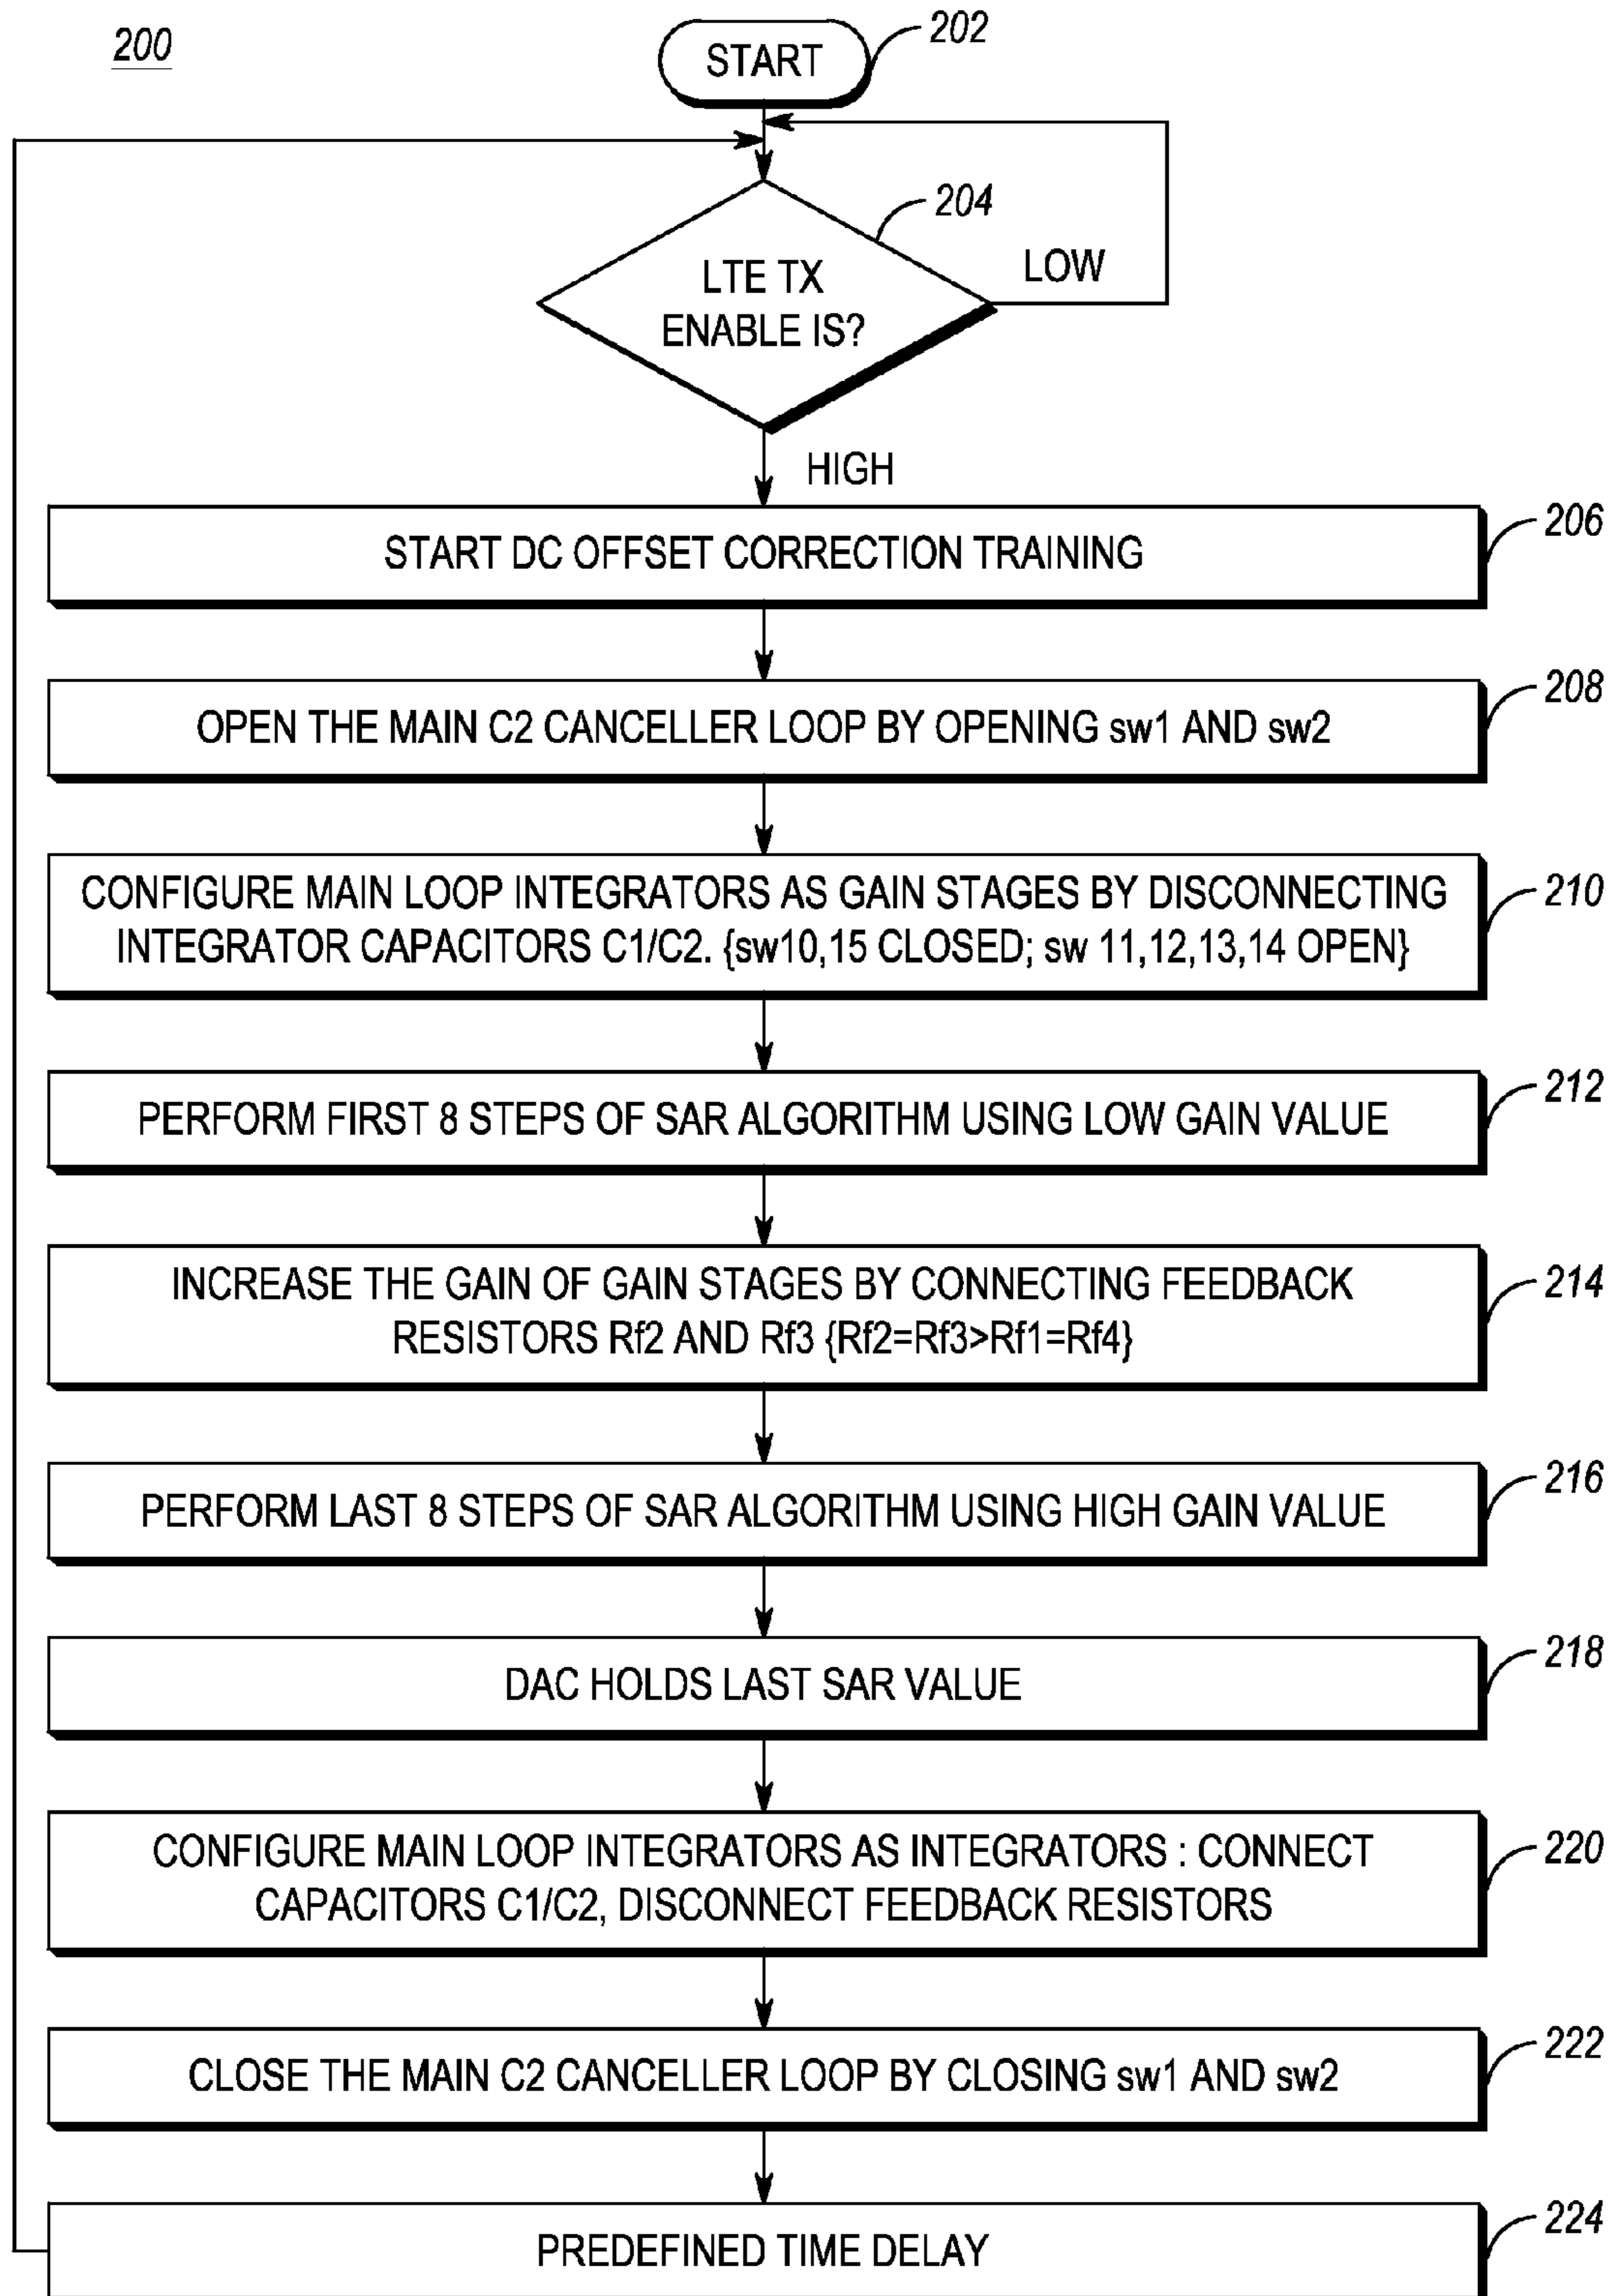 200
START
202
204
LTE TX
ENABLE IS?
LOW
HIGH
START DC OFFSET CORRECTION TRAINING
206
OPEN THE MAIN C2 CANCELLER LOOP BY OPENING sw1 AND sw2
208
CONFIGURE MAIN LOOP INTEGRATORS AS GAIN STAGES BY DISCONNECTING
INTEGRATOR CAPACITORS C1/C2. {sw10,15 CLOSED; sw 11,12,13,14 OPEN}
210
PERFORM FIRST 8 STEPS OF SAR ALGORITHM USING LOW GAIN VALUE
212
INCREASE THE GAIN OF GAIN STAGES BY CONNECTING FEEDBACK
RESISTORS Rf2 AND Rf3 {Rf2=Rf3>Rf1=Rf4}
214
PERFORM LAST 8 STEPS OF SAR ALGORITHM USING HIGH GAIN VALUE
216
DAC HOLDS LAST SAR VALUE
218
CONFIGURE MAIN LOOP INTEGRATORS AS INTEGRATORS : CONNECT
CAPACITORS C1/C2, DISCONNECT FEEDBACK RESISTORS
220
CLOSE THE MAIN C2 CANCELLER LOOP BY CLOSING sw1 AND sw2
222
PREDEFINED TIME DELAY
224